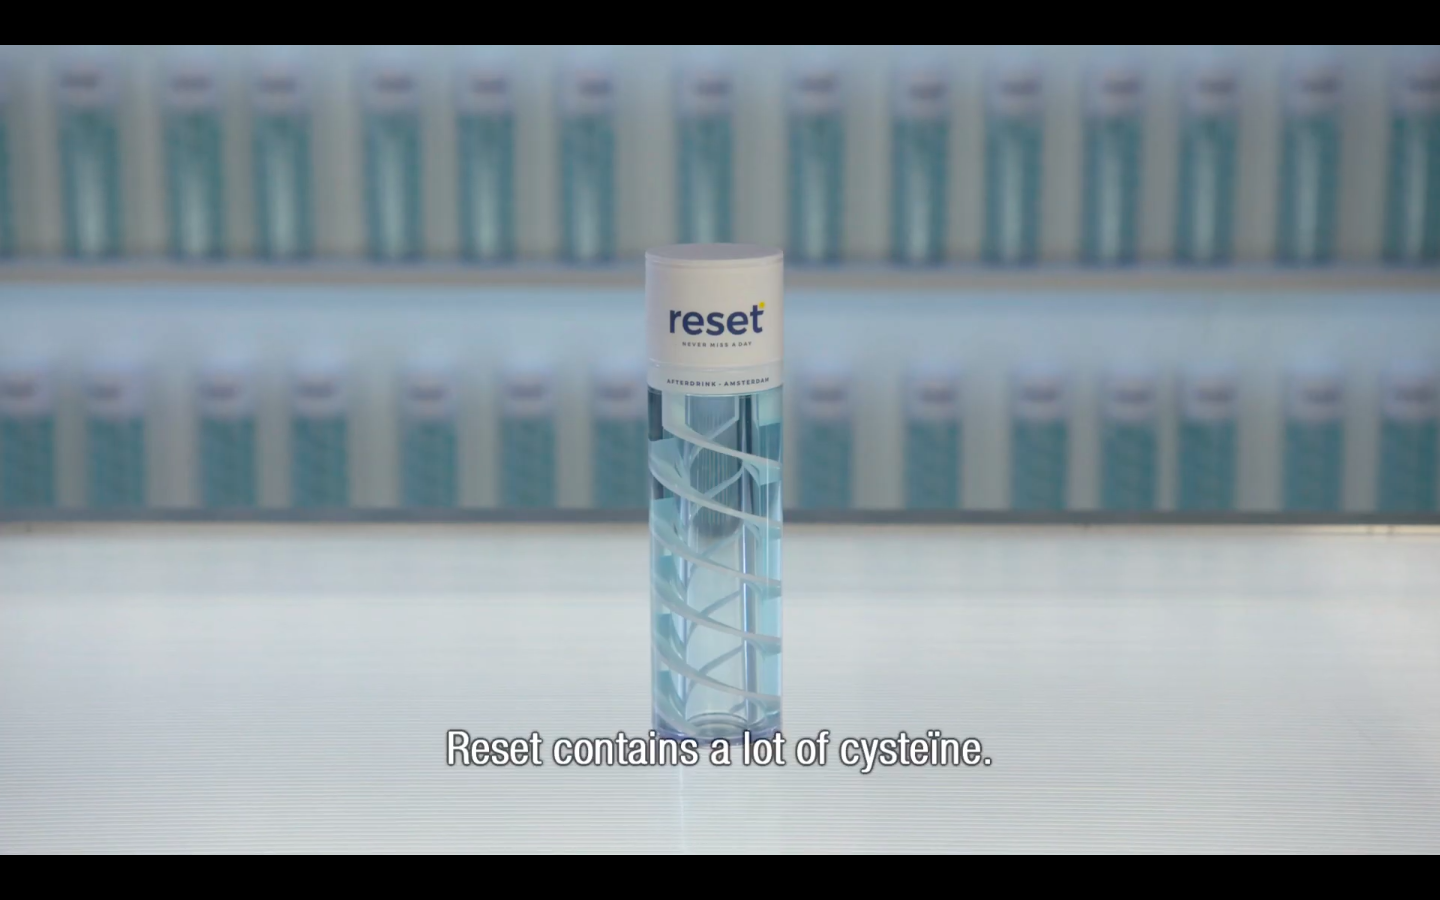 reset
NEVER MISS A DAY
AFTERDRINK - AMSTERDAM
Reset contains a lot of cysteïne.